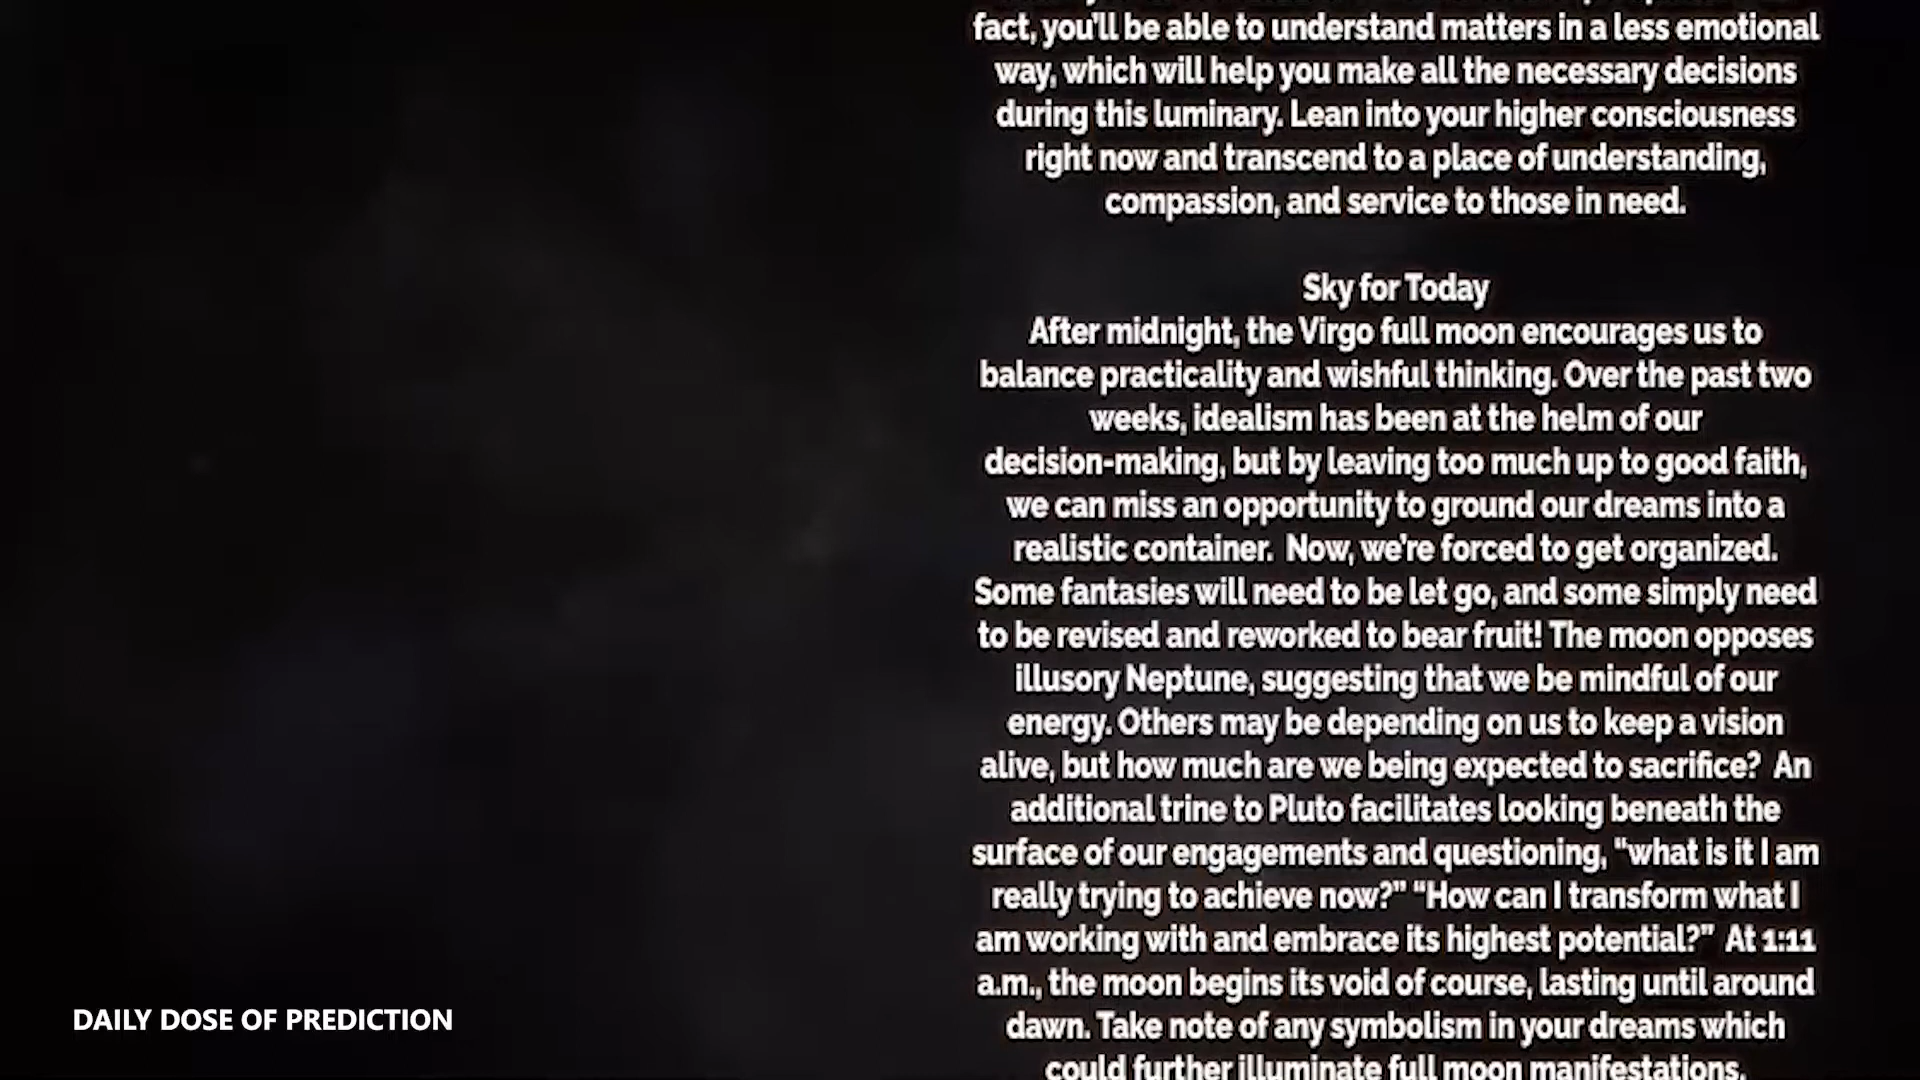 fact, you'll be able to understand matters in a less emotional
way, which will help you make all the necessary decisions
during this luminary. Lean into your higher consciousness
right now and transcend to a place of understanding,
compassion, and service to those in need.
Sky for Today
After midnight, the Virgo full moon encourages us to
balance practicality and wishful thinking. Over the past two
weeks, idealism has been at the helm of our
decision-making, but by leaving too much up to good faith,
we can miss an opportunity to ground our dreams into a
realistic container.  Now, we're forced to get organized.
Some fantasies will need to be let go, and some simply need
to be revised and reworked to bear fruit! The moon opposes
illusory Neptune, suggesting that we be mindful of our
energy. Others may be depending on us to keep a vision
alive, but how much are we being expected to sacrifice?  An
additional trine to Pluto facilitates looking beneath the
surface of our engagements and questioning, “what is it I am
really trying to achieve now?” “How can I transform what I
am working with and embrace its highest potential?”  At 1:11
a.m., the moon begins its void of course, lasting until around
dawn. Take note of any symbolism in your dreams which
could further illuminate full moon manifestations.
DAILY DOSE OF PREDICTION